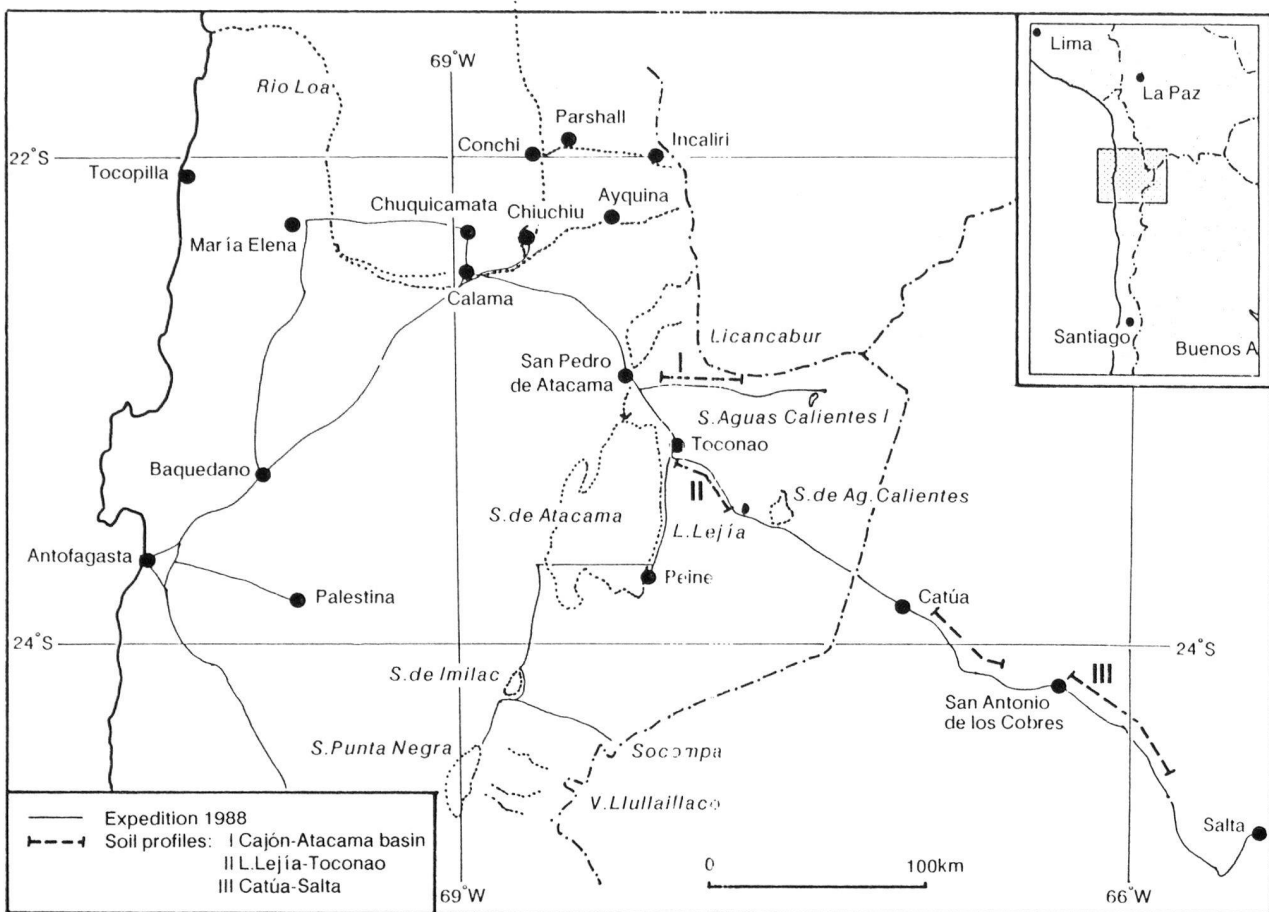 69°W
Rio Loa
Lima
La Paz
Santiago
Buenos A
Parshall
Conchi
Incaliri
22°S
Tocopilla
Chuquicamata
Chiuchiu
Ayquina
María Elena
Calama
Licancabur
San Pedro
de Atacama
I
S.Aguas Calientes I
Toconao
Baquedano
II
S.de Ag.Calientes
S.de Atacama
L.Lejía
Antofagasta
Peine
Palestina
Catúa
24°S
24°S
S.de Imilac
III
San Antonio
de los Cobres
S.Punta Negra
Socompa
V.Llullaillaco
Expedition 1988
Soil profiles: I Cajón-Atacama basin
II L.Lejía-Toconao
III Catúa-Salta
Salta
0 100km
69°W
66°W